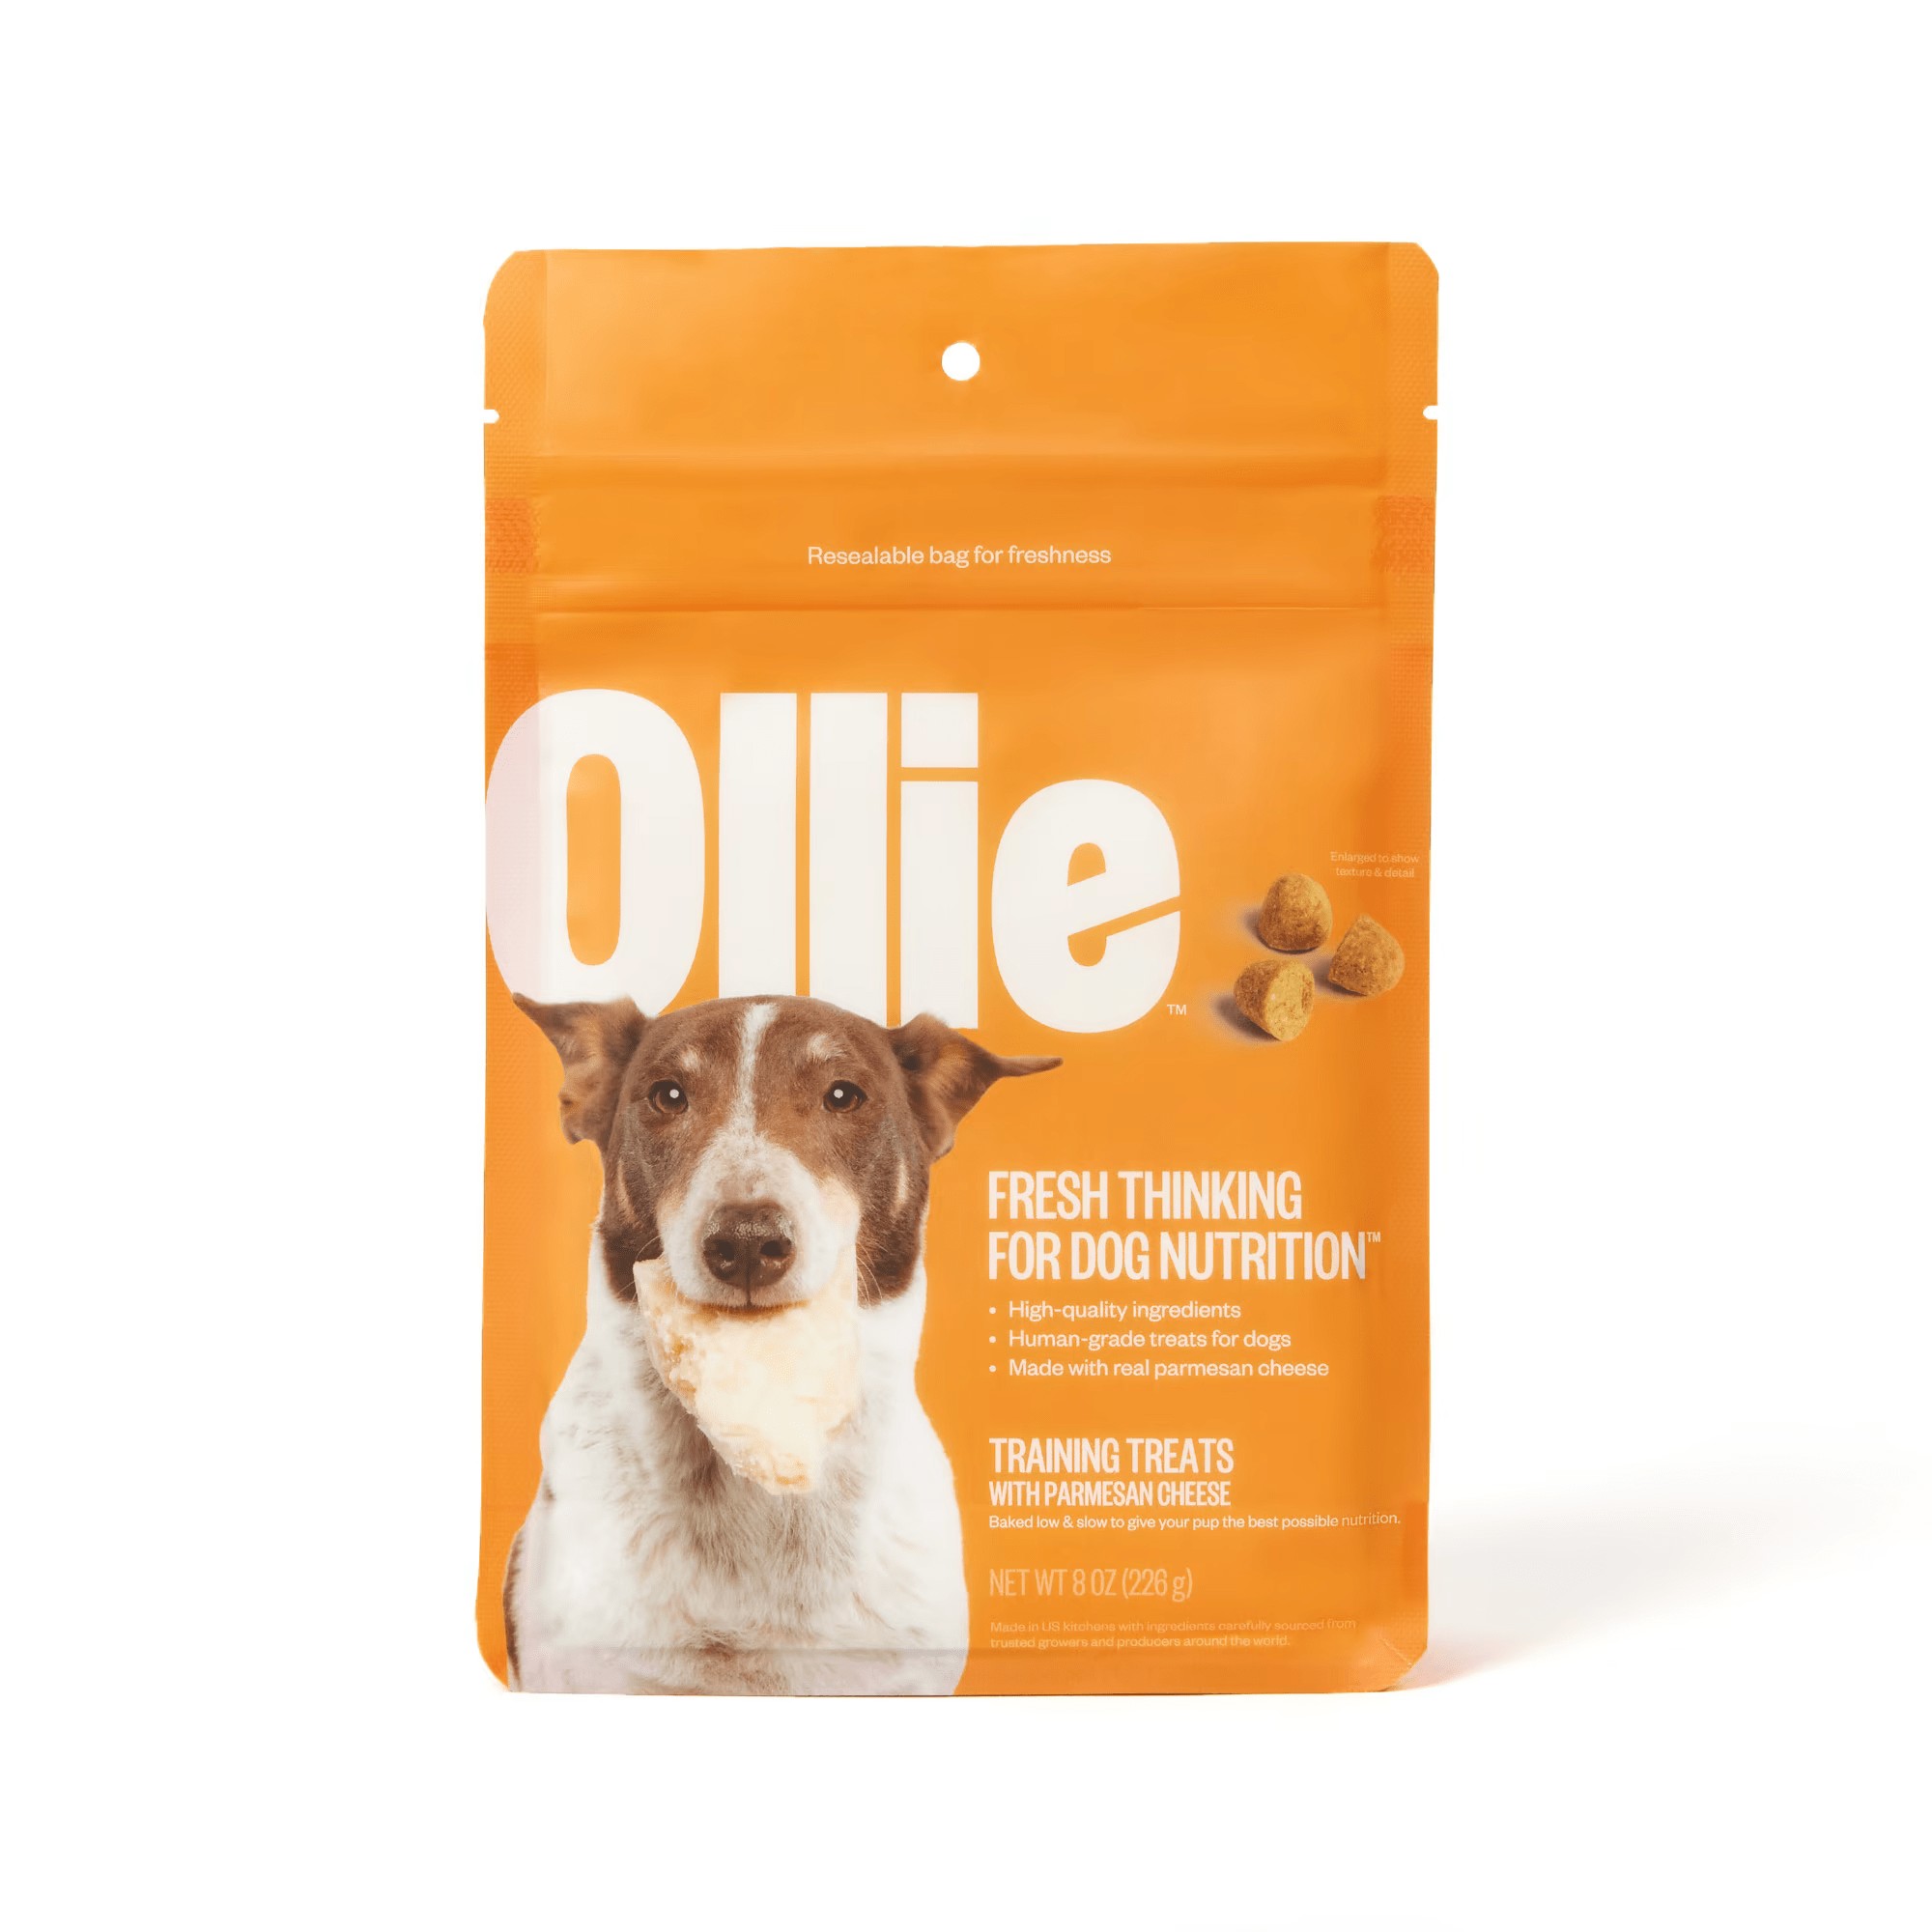 Resealable bag for freshness
Ollie™
Enlarged to show
texture & detail
FRESH THINKING
FOR DOG NUTRITION™
• High-quality ingredients
• Human-grade treats for dogs
• Made with real parmesan cheese
TRAINING TREATS
WITH PARMESAN CHEESE
Baked low & slow to give your pup the best possible nutrition.
NET WT 8 OZ (226 g)
Made in US kitchens with ingredients carefully sourced from
trusted growers and producers around the world.